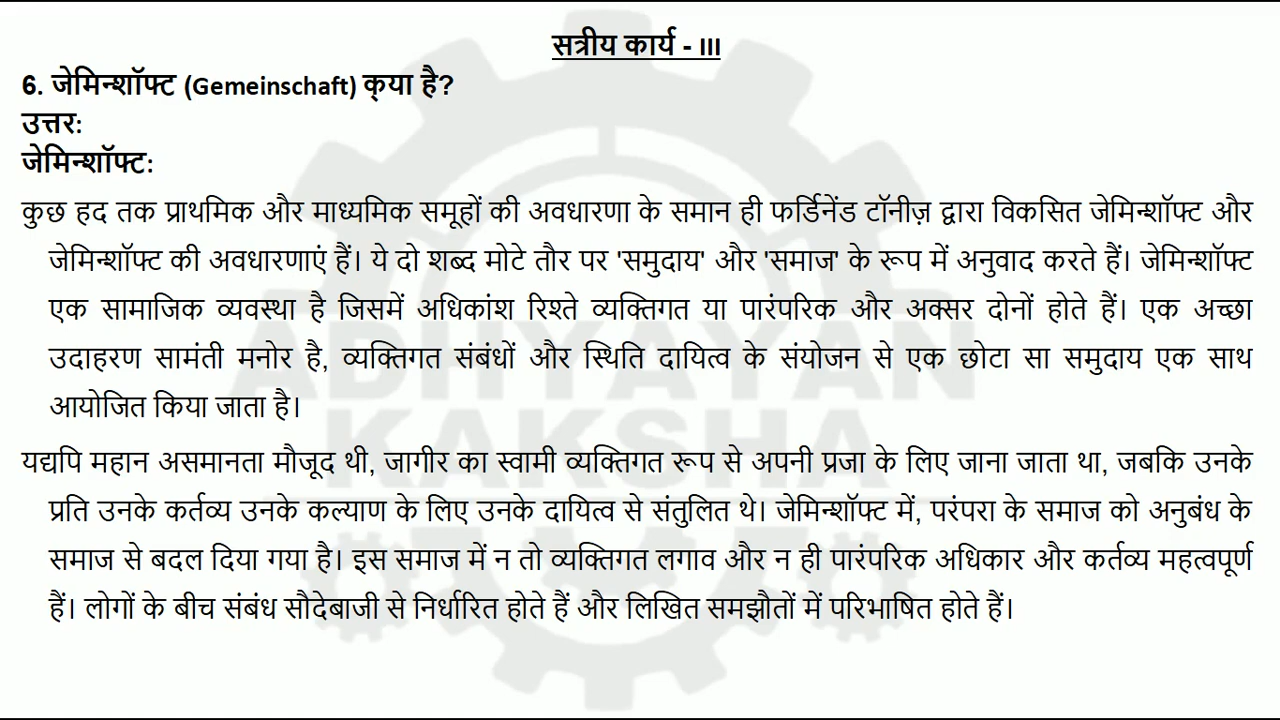 सत्रीय कार्य - III
6. जेमिन्शॉफ्ट (Gemeinschaft) क्या है?
उत्तर:
जेमिन्शॉफ्ट:
कुछ हद तक प्राथमिक और माध्यमिक समूहों की अवधारणा के समान ही फर्डिनेंड टॉनीज़ द्वारा विकसित जेमिन्शॉफ्ट और
जेमिन्शॉफ्ट की अवधारणाएं हैं। ये दो शब्द मोटे तौर पर 'समुदाय' और 'समाज' के रूप में अनुवाद करते हैं। जेमिन्शॉफ्ट
एक सामाजिक व्यवस्था है जिसमें अधिकांश रिश्ते व्यक्तिगत या पारंपरिक और अक्सर दोनों होते हैं। एक अच्छा
उदाहरण सामंती मनोर है, व्यक्तिगत संबंधों और स्थिति दायित्व के संयोजन से एक छोटा सा समुदाय एक साथ
आयोजित किया जाता है।
यद्यपि महान असमानता मौजूद थी, जागीर का स्वामी व्यक्तिगत रूप से अपनी प्रजा के लिए जाना जाता था, जबकि उनके
प्रति उनके कर्तव्य उनके कल्याण के लिए उनके दायित्व से संतुलित थे। जेमिन्शॉफ्ट में, परंपरा के समाज को अनुबंध के
समाज से बदल दिया गया है। इस समाज में न तो व्यक्तिगत लगाव और न ही पारंपरिक अधिकार और कर्तव्य महत्वपूर्ण
हैं। लोगों के बीच संबंध सौदेबाजी से निर्धारित होते हैं और लिखित समझौतों में परिभाषित होते हैं।
ADHYAYAN
KAKSHA